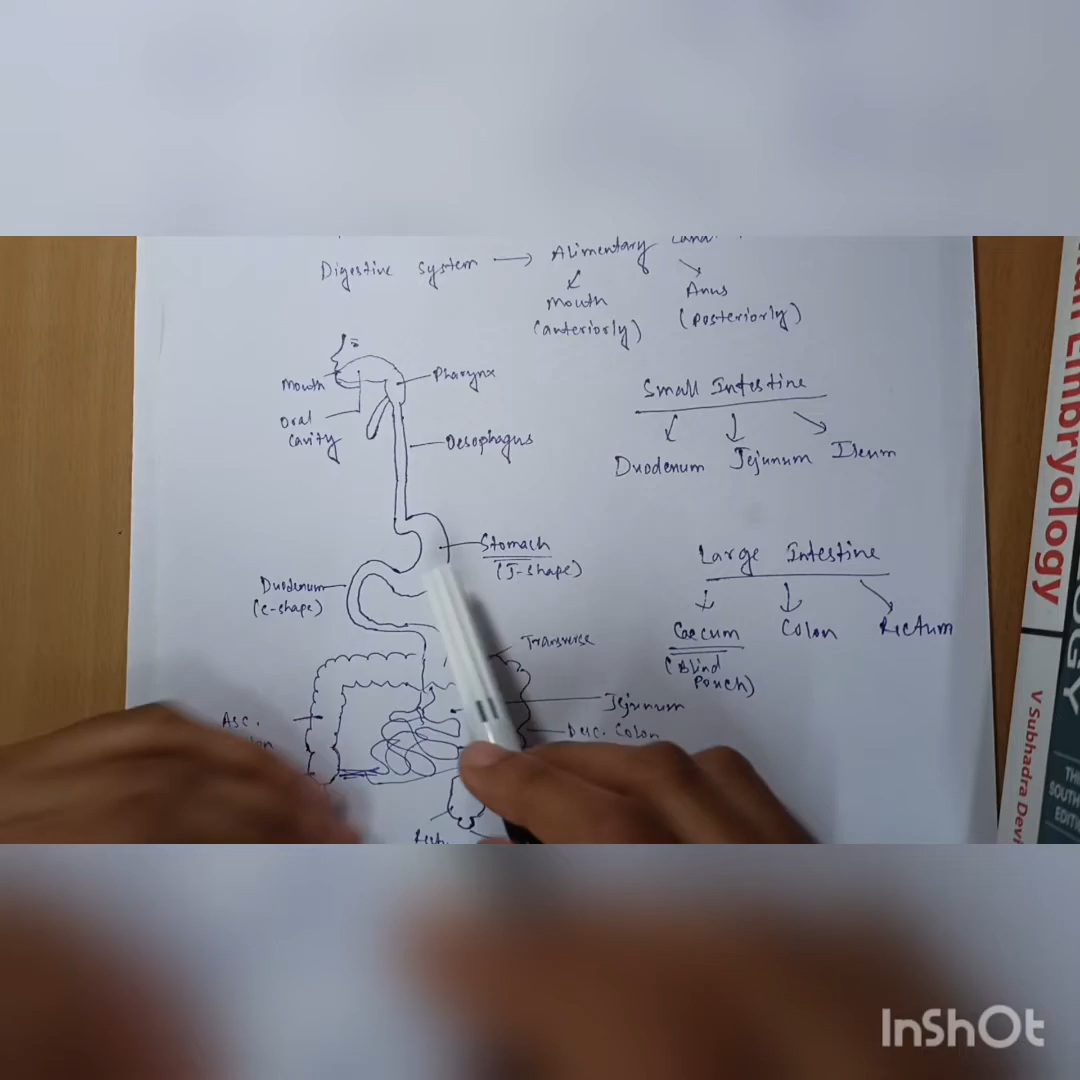 Digestive system → Alimentary Canal
Mouth
(anteriorly)
Anus
(posteriorly)
Mouth
Pharynx
Oral
cavity
Oesophagus
Stomach
(J-shape)
Duodenum
(C-shape)
Transverse
Jejunum
Asc.
Desc. Colon
Small Intestine
Duodenum Jejunum Ileum
Large Intestine
Caecum Colon Rectum
(Blind
Pouch)
Embryology
V Subhadra Devi
InShOt